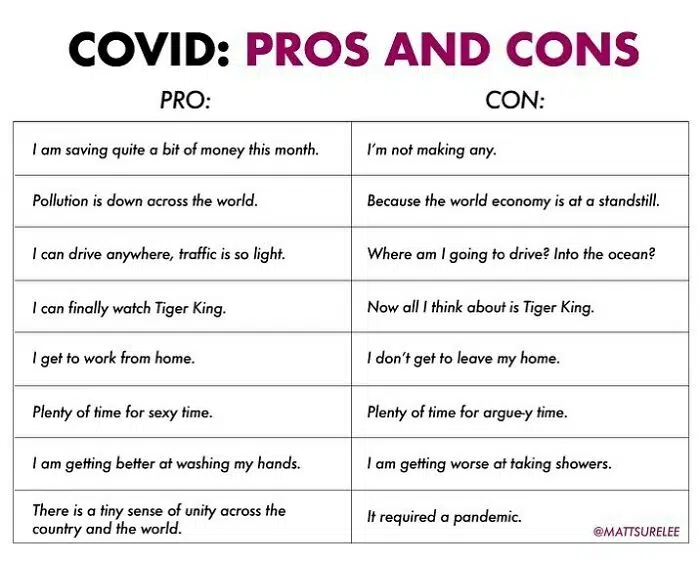 COVID: PROS AND CONS
PRO:
CON:
I am saving quite a bit of money this month.
I'm not making any.
Pollution is down across the world.
Because the world economy is at a standstill.
I can drive anywhere, traffic is so light.
Where am I going to drive? Into the ocean?
I can finally watch Tiger King.
Now all I think about is Tiger King.
I get to work from home.
I don't get to leave my home.
Plenty of time for sexy time.
Plenty of time for argue-y time.
I am getting better at washing my hands.
I am getting worse at taking showers.
There is a tiny sense of unity across the
country and the world.
It required a pandemic.
@MATTSURELEE